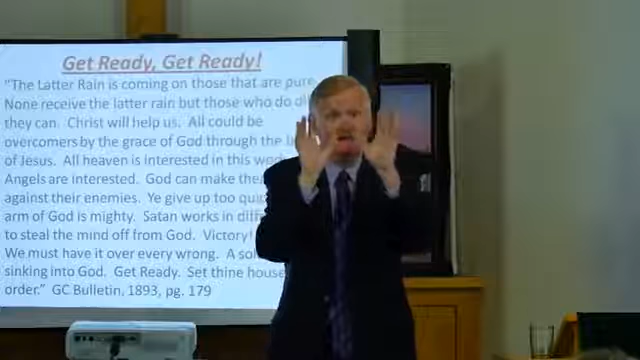 Get Ready, Get Ready!
"The Latter Rain is coming on those that are pure.
None receive the latter rain but those who do
they can. Christ will help us. All could be
overcomers by the grace of God through the
of Jesus. All heaven is interested in this
Angels are interested. God can make
against their enemies. Ye give up too
arm of God is mighty. Satan works in
to steal the mind off from God. Victory!
We must have it over every wrong. A
sinking into God. Get Ready. Set thine house
order." GC Bulletin, 1893, pg. 179